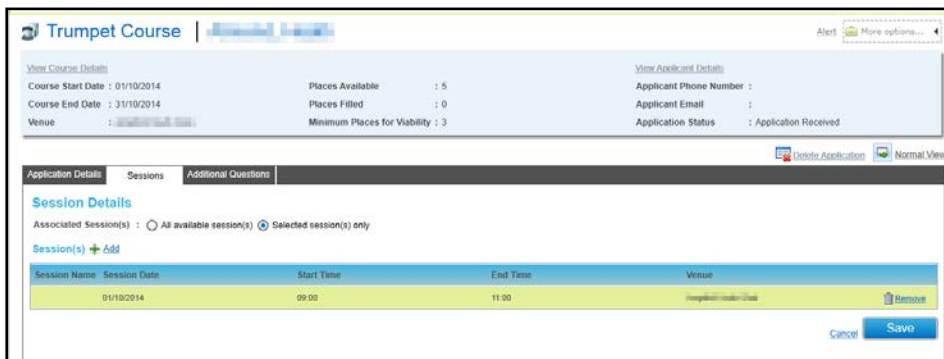 Trumpet Course |
Alert More options...
View Course Details View Applicant Details
Course Start Date : 01/10/2014 Places Available : 5 Applicant Phone Number :
Course End Date : 31/10/2014 Places Filled : 0 Applicant Email :
Venue : Minimum Places for Viability : 3 Application Status : Application Received
Delete Application Normal View
Application Details Sessions Additional Questions
Session Details
Associated Session(s) : All available session(s) Selected session(s) only
Session(s) Add
Session Name Session Date Start Time End Time Venue
01/10/2014 09:00 11:00 Remove
Cancel Save